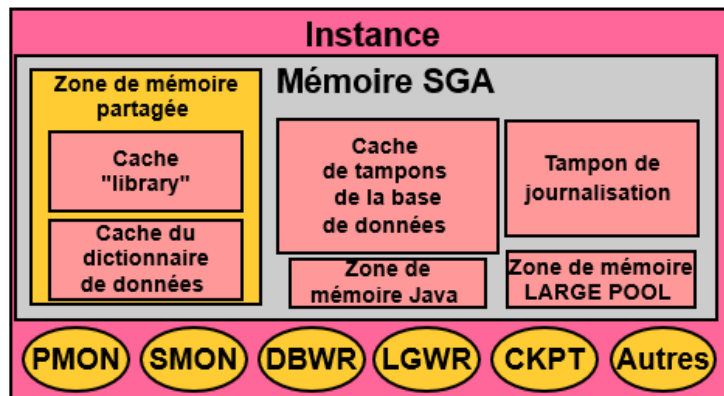 Instance
Mémoire SGA
Zone de mémoire
partagée
Cache
"library"
Cache du
dictionnaire
de données
Cache
de tampons
de la base
de données
Tampon de
journalisation
Zone de
mémoire Java
Zone de mémoire
LARGE POOL
PMON
SMON
DBWR
LGWR
CKPT
Autres